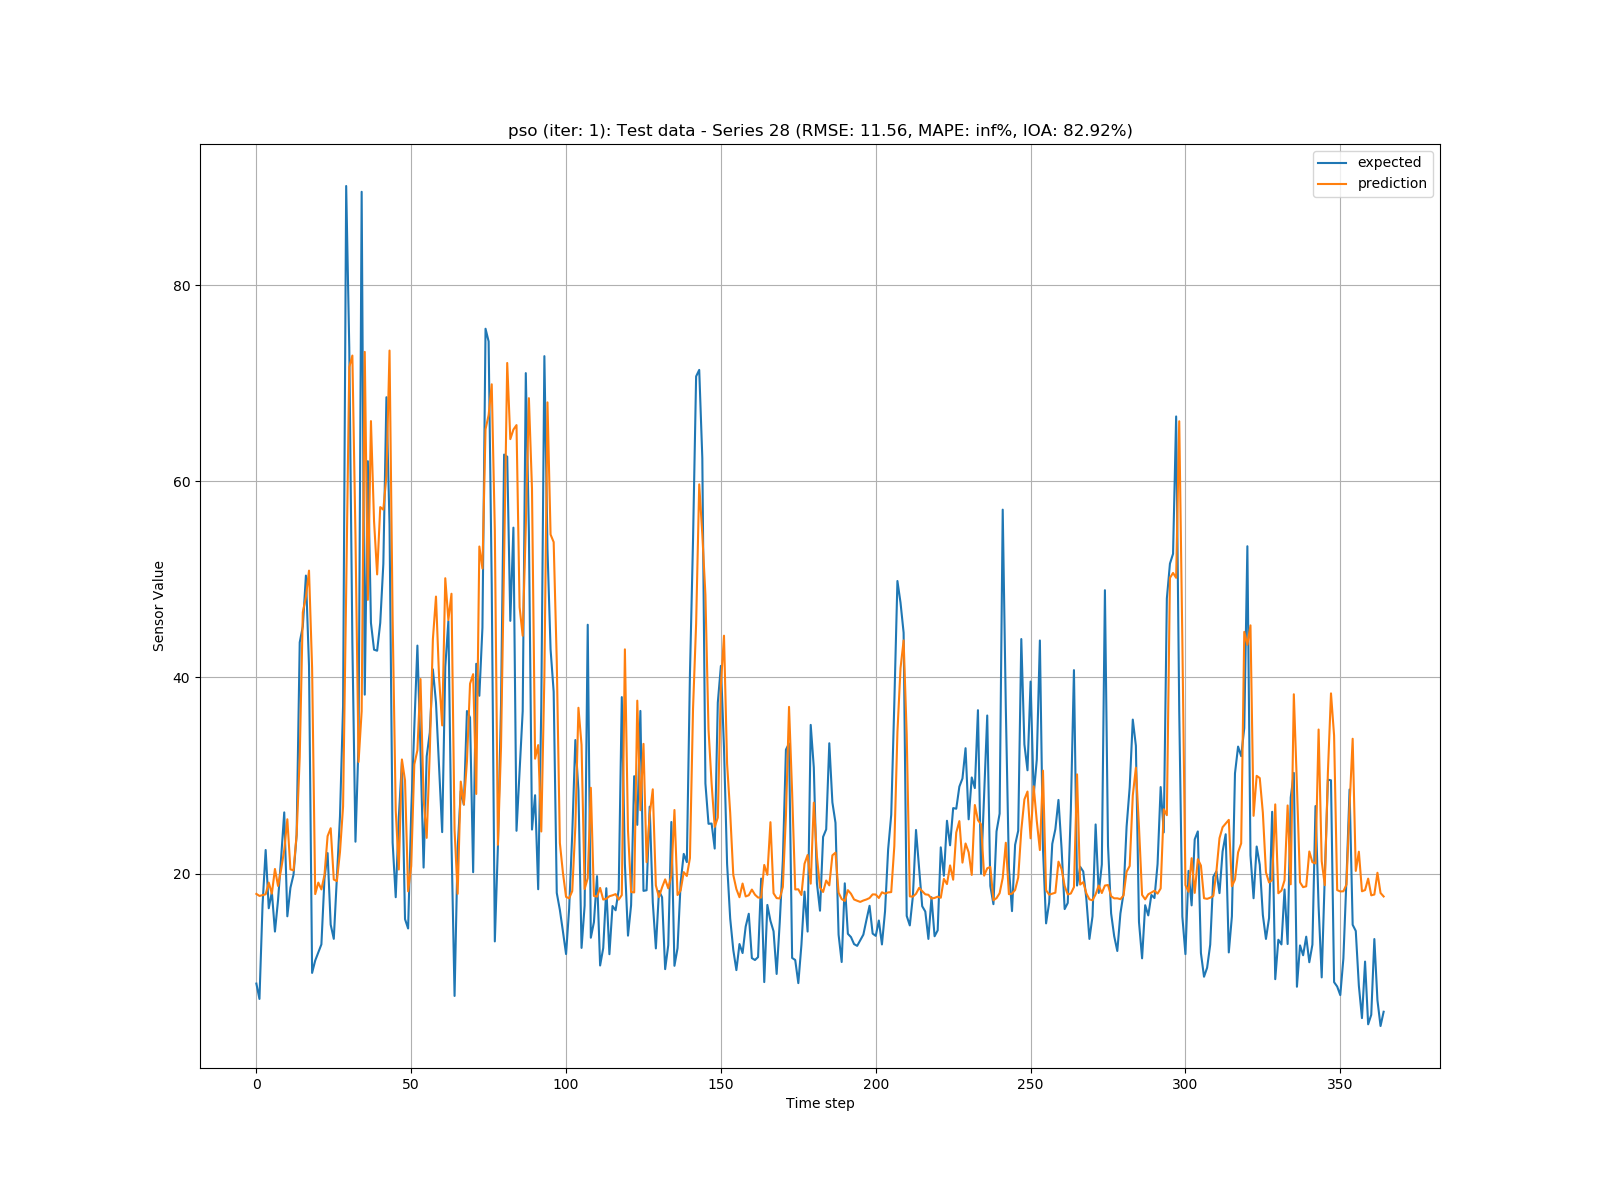 pso (iter: 1): Test data - Series 28 (RMSE: 11.56, MAPE: inf%, IOA: 82.92%)
expected
prediction
80
60
40
20
Sensor Value
0 50 100 150 200 250 300 350
Time step